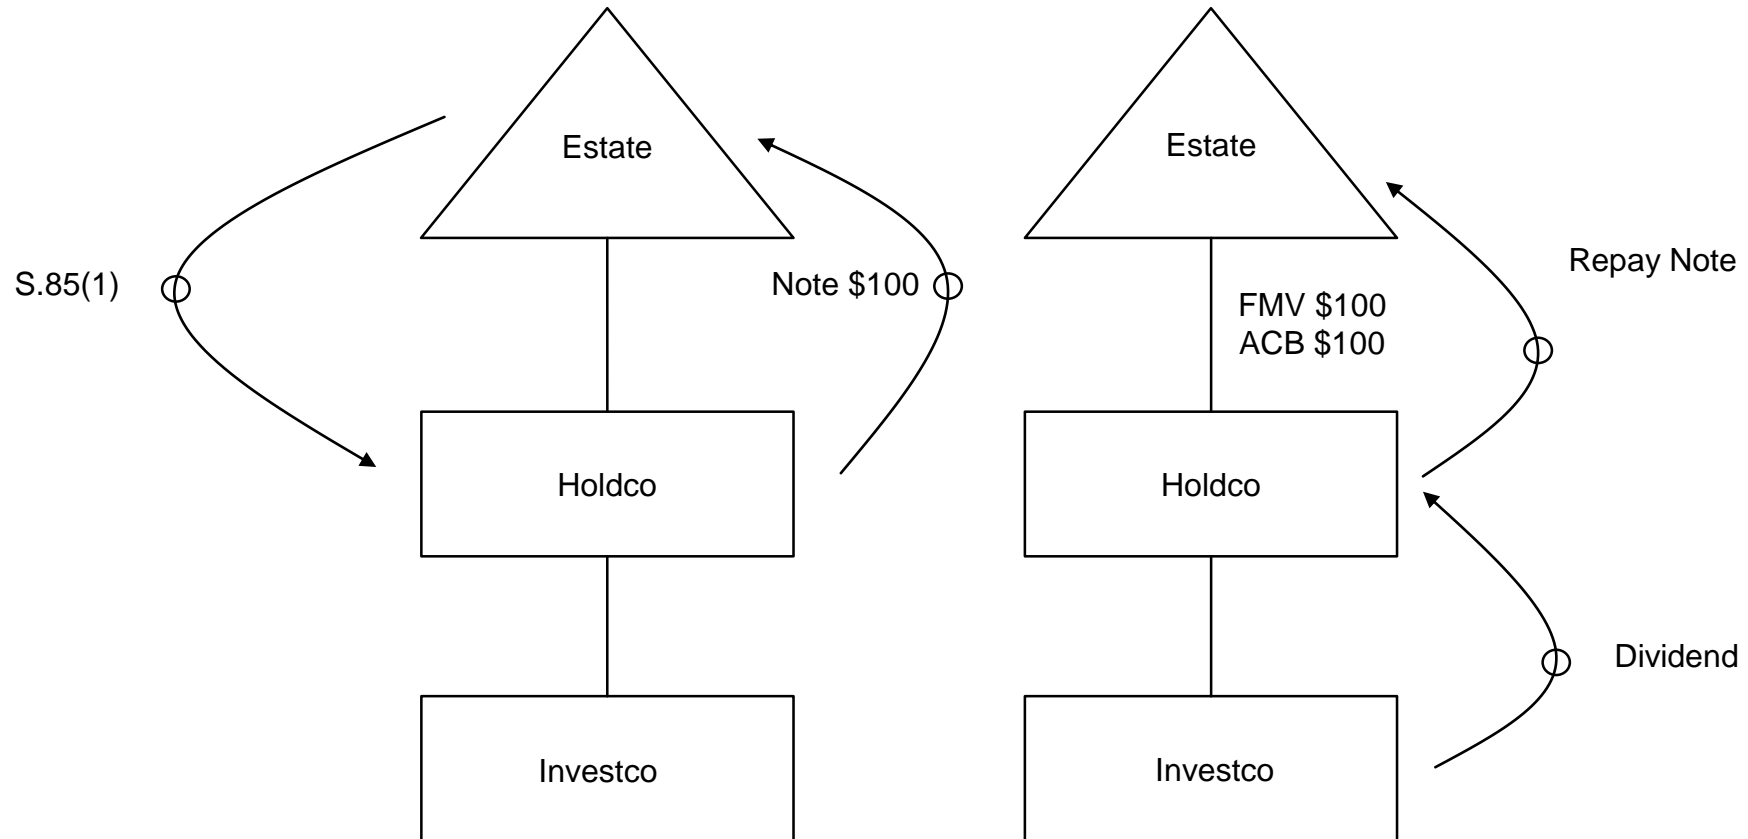 Estate
S.85(1)
Note $100
Holdco
Investco
Estate
FMV $100
ACB $100
Repay Note
Holdco
Dividend
Investco